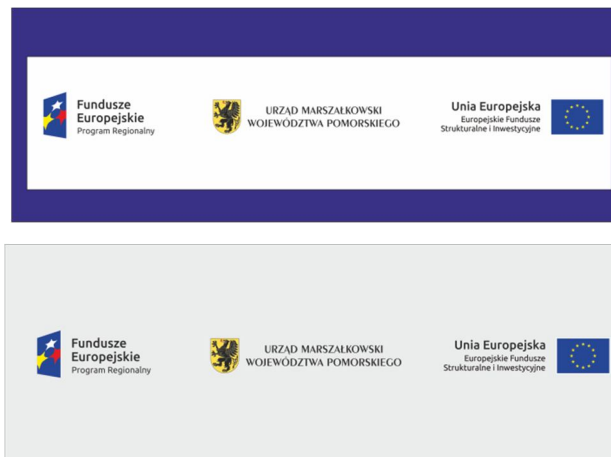 Fundusze
Europejskie
Program Regionalny
URZĄD MARSZAŁKOWSKI
WOJEWÓDZTWA POMORSKIEGO
Unia Europejska
Europejskie Fundusze
Strukturalne i Inwestycyjne
Fundusze
Europejskie
Program Regionalny
URZĄD MARSZAŁKOWSKI
WOJEWÓDZTWA POMORSKIEGO
Unia Europejska
Europejskie Fundusze
Strukturalne i Inwestycyjne